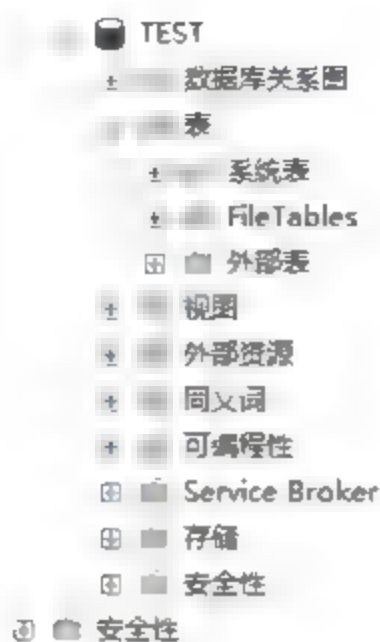 TEST
数据库关系图
表
系统表
FileTables
外部表
视图
外部资源
同义词
可编程性
Service Broker
存储
安全性
安全性